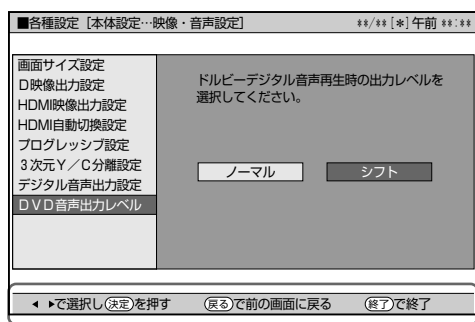 ■各種設定［本体設定…映像・音声設定］ **/**[*]午前 **:**
画面サイズ設定
D映像出力設定
HDMI映像出力設定
HDMI自動切換設定
プログレッシブ設定
3次元Y／C分離設定
デジタル音声出力設定
DVD音声出力レベル
ドルビーデジタル音声再生時の出力レベルを
選択してください。
ノーマル シフト
◀ ▶で選択し決定を押す 戻るで前の画面に戻る 終了で終了